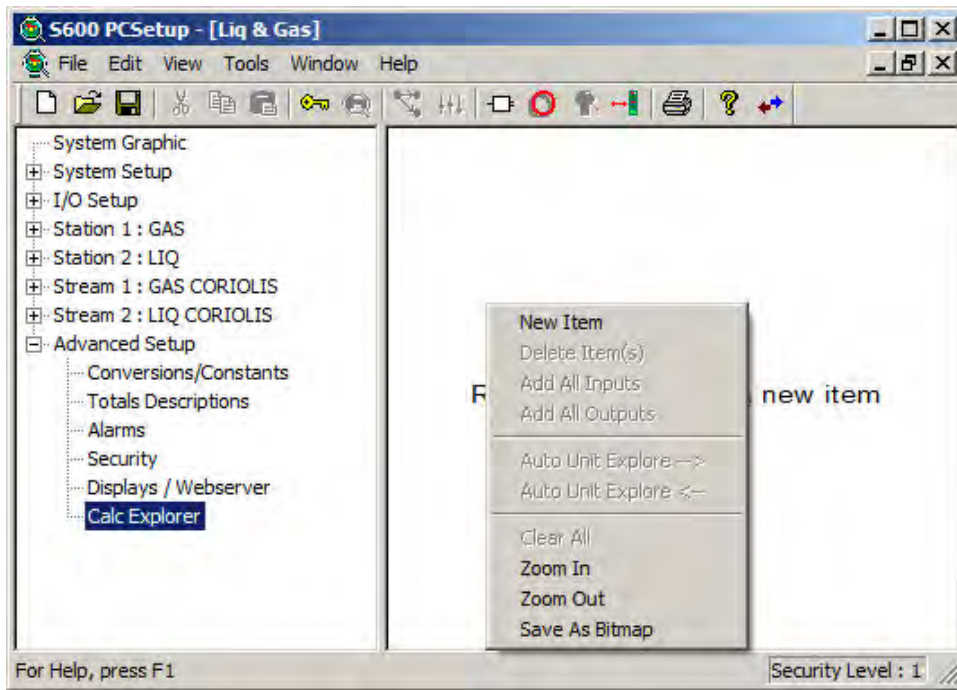 S600 PCSetup - [Liq & Gas]
File Edit View Tools Window Help
System Graphic
System Setup
I/O Setup
Station 1 : GAS
Station 2 : LIQ
Stream 1 : GAS CORIOLIS
Stream 2 : LIQ CORIOLIS
Advanced Setup
Conversions/Constants
Totals Descriptions
Alarms
Security
Displays / Webserver
Calc Explorer
new item
New Item
Delete Item(s)
Add All Inputs
Add All Outputs
Auto Unit Explore -->
Auto Unit Explore <--
Clear All
Zoom In
Zoom Out
Save As Bitmap
For Help, press F1
Security Level : 1